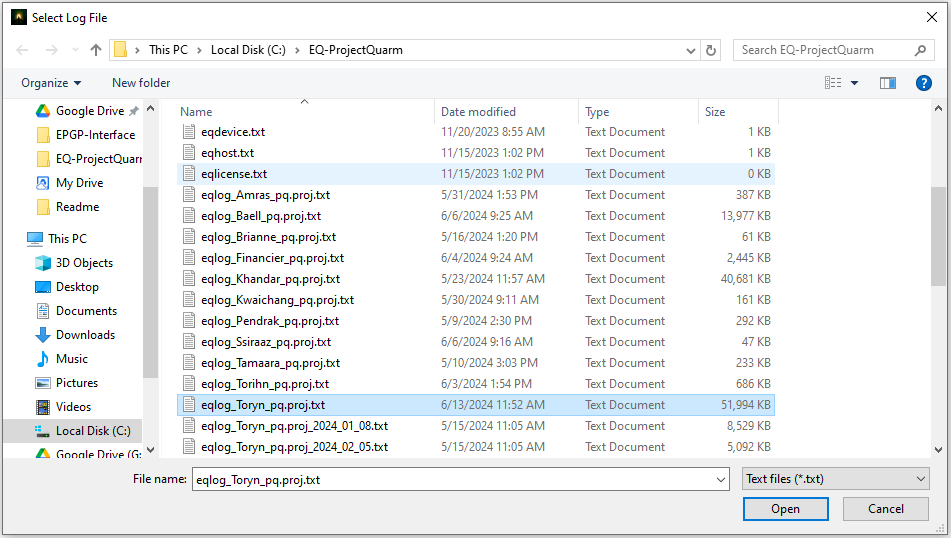 Select Log File
This PC > Local Disk (C:) > EQ-ProjectQuarm
Search EQ-ProjectQuarm
Organize New folder
?
Google Drive
EPGP-Interface
EQ-ProjectQuarm
My Drive
Readme
This PC
3D Objects
Desktop
Documents
Downloads
Music
Pictures
Videos
Local Disk (C:)
Google Drive (G:
Name Date modified Type Size
eqdevice.txt 11/20/2023 8:55 AM Text Document 1 KB
eqhost.txt 11/15/2023 1:02 PM Text Document 1 KB
eqlicense.txt 11/15/2023 1:02 PM Text Document 0 KB
eqlog_Amras_pq.proj.txt 5/31/2024 1:53 PM Text Document 387 KB
eqlog_Baell_pq.proj.txt 6/6/2024 9:25 AM Text Document 13,977 KB
eqlog_Brianne_pq.proj.txt 5/16/2024 1:20 PM Text Document 61 KB
eqlog_Financier_pq.proj.txt 6/4/2024 9:24 AM Text Document 2,445 KB
eqlog_Khandar_pq.proj.txt 5/23/2024 11:57 AM Text Document 40,681 KB
eqlog_Kwaichang_pq.proj.txt 5/30/2024 9:11 AM Text Document 161 KB
eqlog_Pendrak_pq.proj.txt 5/9/2024 2:30 PM Text Document 292 KB
eqlog_Ssiraaz_pq.proj.txt 6/6/2024 9:16 AM Text Document 47 KB
eqlog_Tamaara_pq.proj.txt 5/10/2024 3:03 PM Text Document 233 KB
eqlog_Torihn_pq.proj.txt 6/3/2024 1:54 PM Text Document 686 KB
eqlog_Toryn_pq.proj.txt 6/13/2024 11:52 AM Text Document 51,994 KB
eqlog_Toryn_pq.proj_2024_01_08.txt 5/15/2024 11:05 AM Text Document 8,529 KB
eqlog_Toryn_pq.proj_2024_02_05.txt 5/15/2024 11:05 AM Text Document 5,092 KB
File name: eqlog_Toryn_pq.proj.txt Text files (*.txt)
Open Cancel